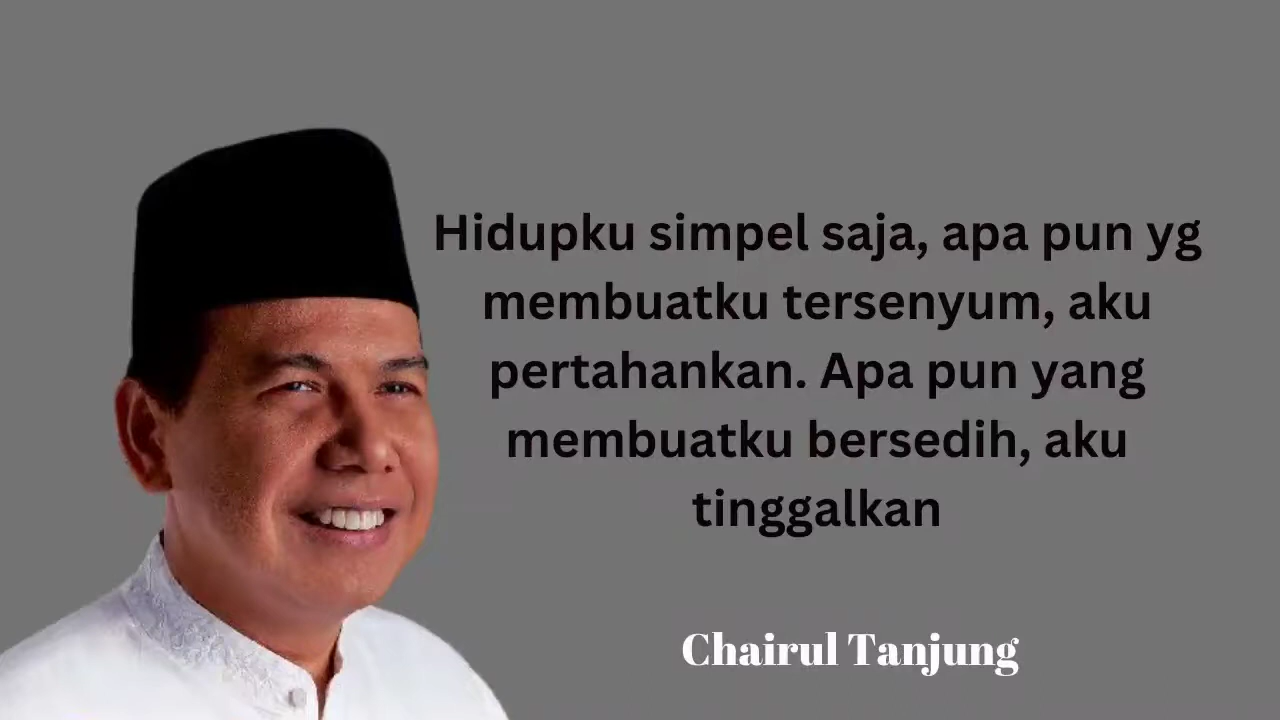 Hidupku simpel saja, apa pun yg
membuatku tersenyum, aku
pertahankan. Apa pun yang
membuatku bersedih, aku
tinggalkan
Chairul Tanjung